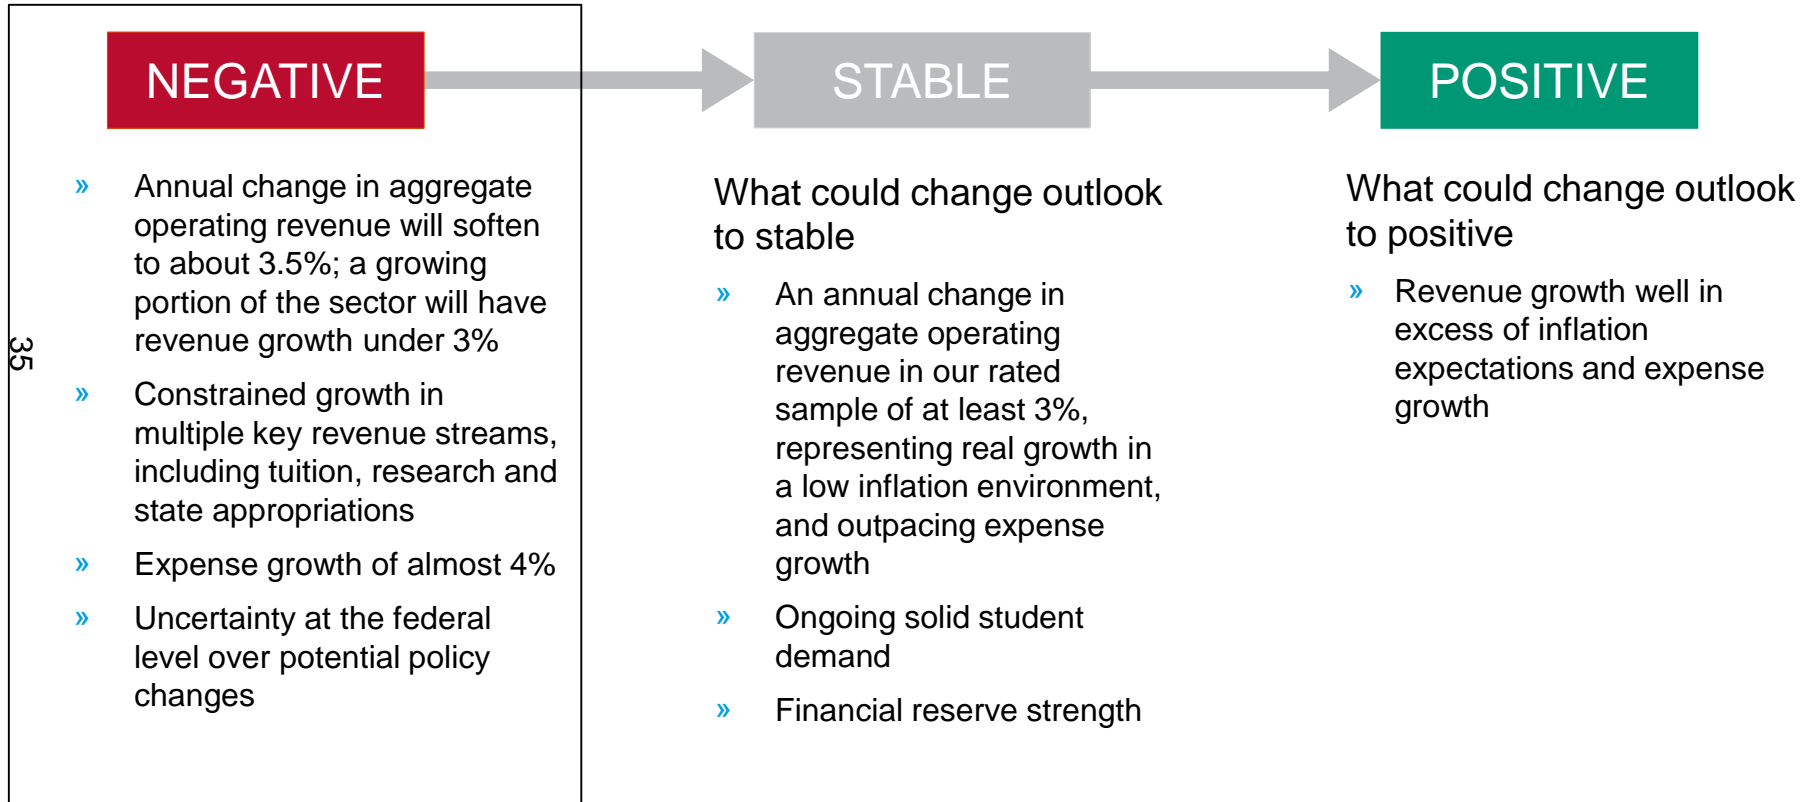 NEGATIVE
STABLE
POSITIVE
» Annual change in aggregate
operating revenue will soften
to about 3.5%; a growing
portion of the sector will have
revenue growth under 3%
» Constrained growth in
multiple key revenue streams,
including tuition, research and
state appropriations
» Expense growth of almost 4%
» Uncertainty at the federal
level over potential policy
changes
35
What could change outlook
to stable
» An annual change in
aggregate operating
revenue in our rated
sample of at least 3%,
representing real growth in
a low inflation environment,
and outpacing expense
growth
» Ongoing solid student
demand
» Financial reserve strength
What could change outlook
to positive
» Revenue growth well in
excess of inflation
expectations and expense
growth